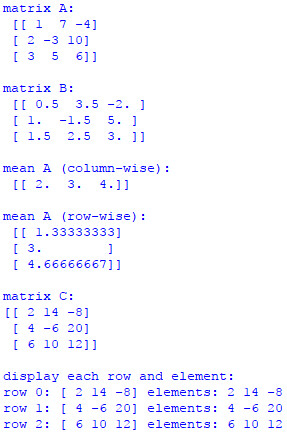 matrix A:
[[ 1  7 -4]
[ 2 -3 10]
[ 3  5  6]]
matrix B:
[[ 0.5  3.5 -2. ]
[ 1.  -1.5  5. ]
[ 1.5  2.5  3. ]]
mean A (column-wise):
[[ 2.  3.  4.]]
mean A (row-wise):
[[ 1.33333333]
[ 3.        ]
[ 4.66666667]]
matrix C:
[[ 2 14 -8]
[ 4 -6 20]
[ 6 10 12]]
display each row and element:
row 0: [ 2 14 -8] elements: 2 14 -8
row 1: [ 4 -6 20] elements: 4 -6 20
row 2: [ 6 10 12] elements: 6 10 12